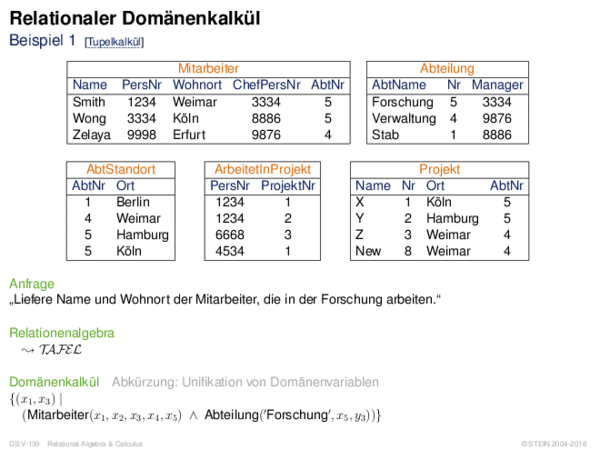 Relationaler Domänenkalkül
Beispiel 1 [Tupelkalkül]
Mitarbeiter
Name PersNr Wohnort ChefPersNr AbtNr
Smith 1234 Weimar 3334 5
Wong 3334 Köln 8886 5
Zelaya 9998 Erfurt 9876 4
Abteilung
AbtName Nr Manager
Forschung 5 3334
Verwaltung 4 9876
Stab 1 8886
AbtStandort
AbtNr Ort
1 Berlin
4 Weimar
5 Hamburg
5 Köln
ArbeitetInProjekt
PersNr ProjektNr
1234 1
1234 2
6668 3
4534 1
Projekt
Name Nr Ort AbtNr
X 1 Köln 5
Y 2 Hamburg 5
Z 3 Weimar 4
New 8 Weimar 4
Anfrage
„Liefere Name und Wohnort der Mitarbeiter, die in der Forschung arbeiten.“
Relationenalgebra
⇝ TAFEL
Domänenkalkül Abkürzung: Unifikation von Domänenvariablen
{(x₁, x₃) |
(Mitarbeiter(x₁, x₂, x₃, x₄, x₅) ∧ Abteilung('Forschung', x₅, y₃))}
DB:V-139 Relational Algebra & Calculus
© STEIN 2004-2018